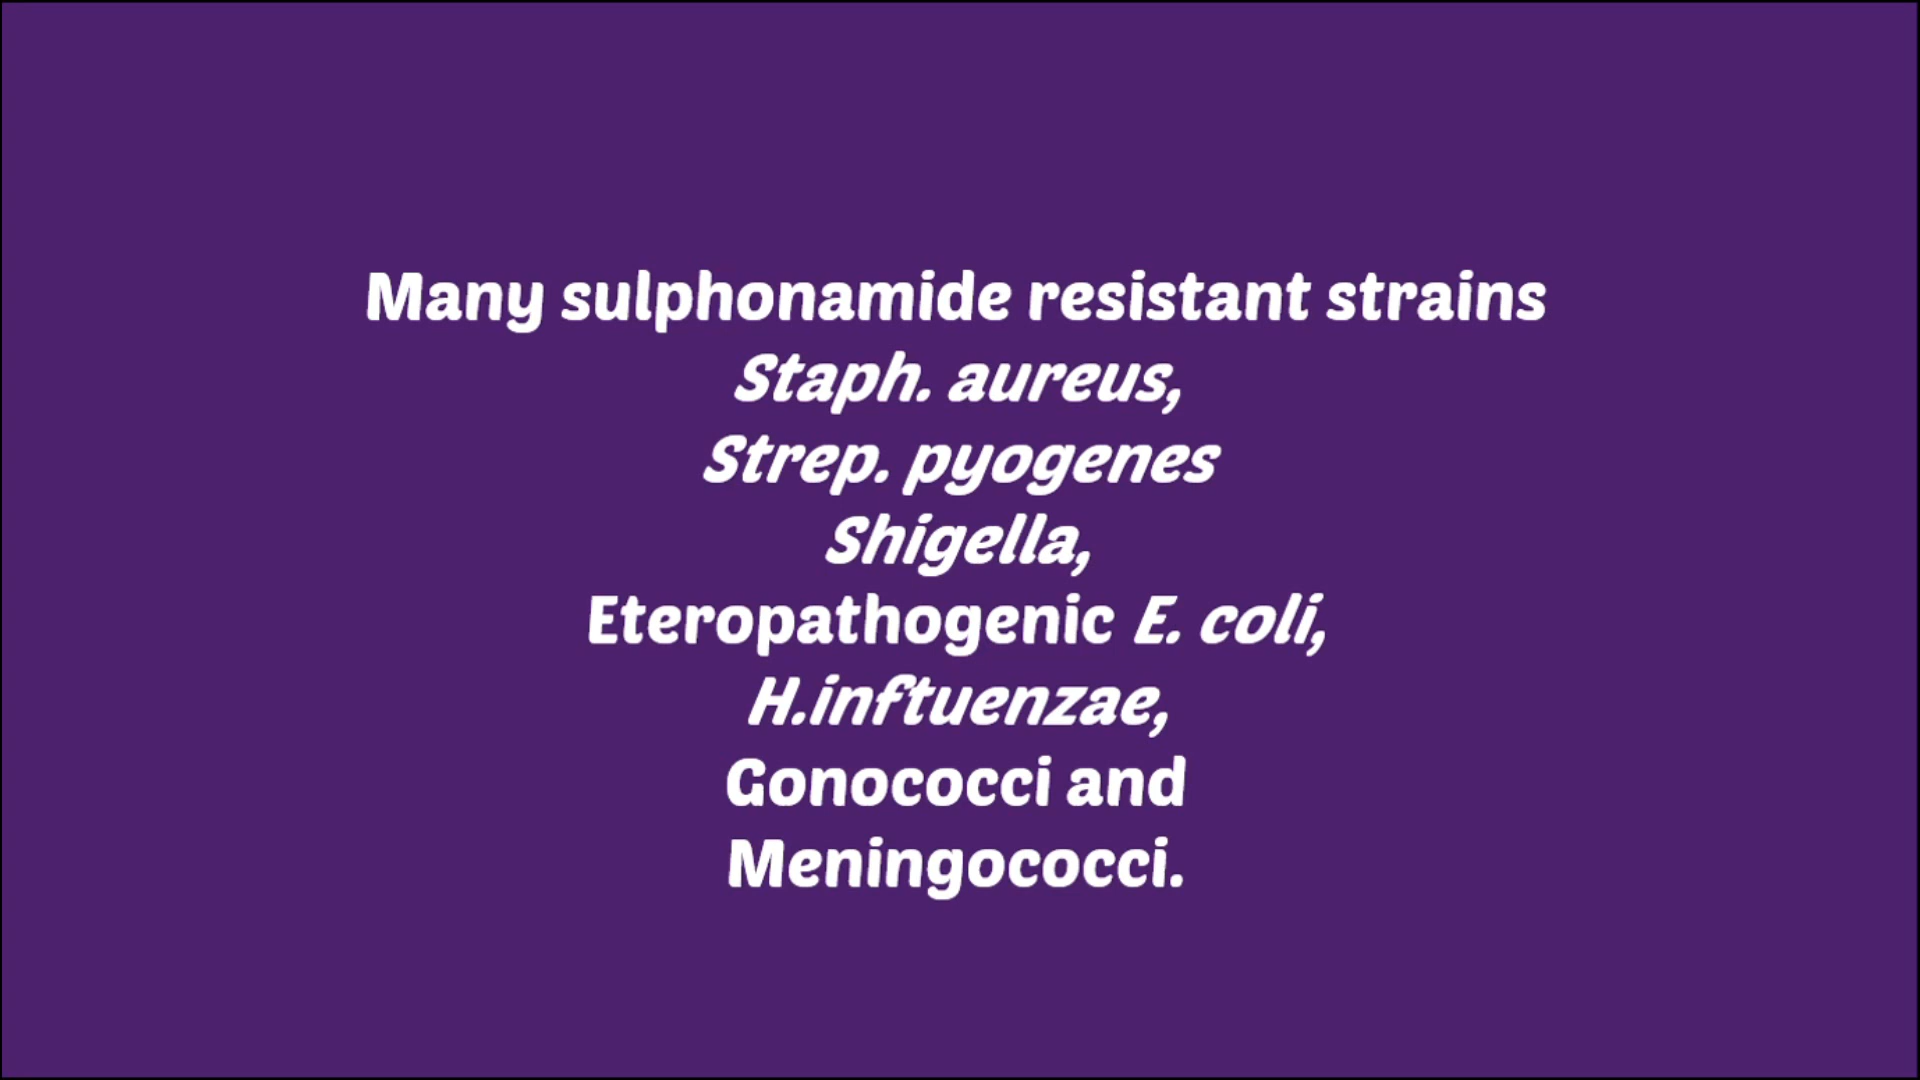 Many sulphonamide resistant strains
Staph. aureus,
Strep. pyogenes
Shigella,
Eteropathogenic E. coli,
H.inftuenzae,
Gonococci and
Meningococci.